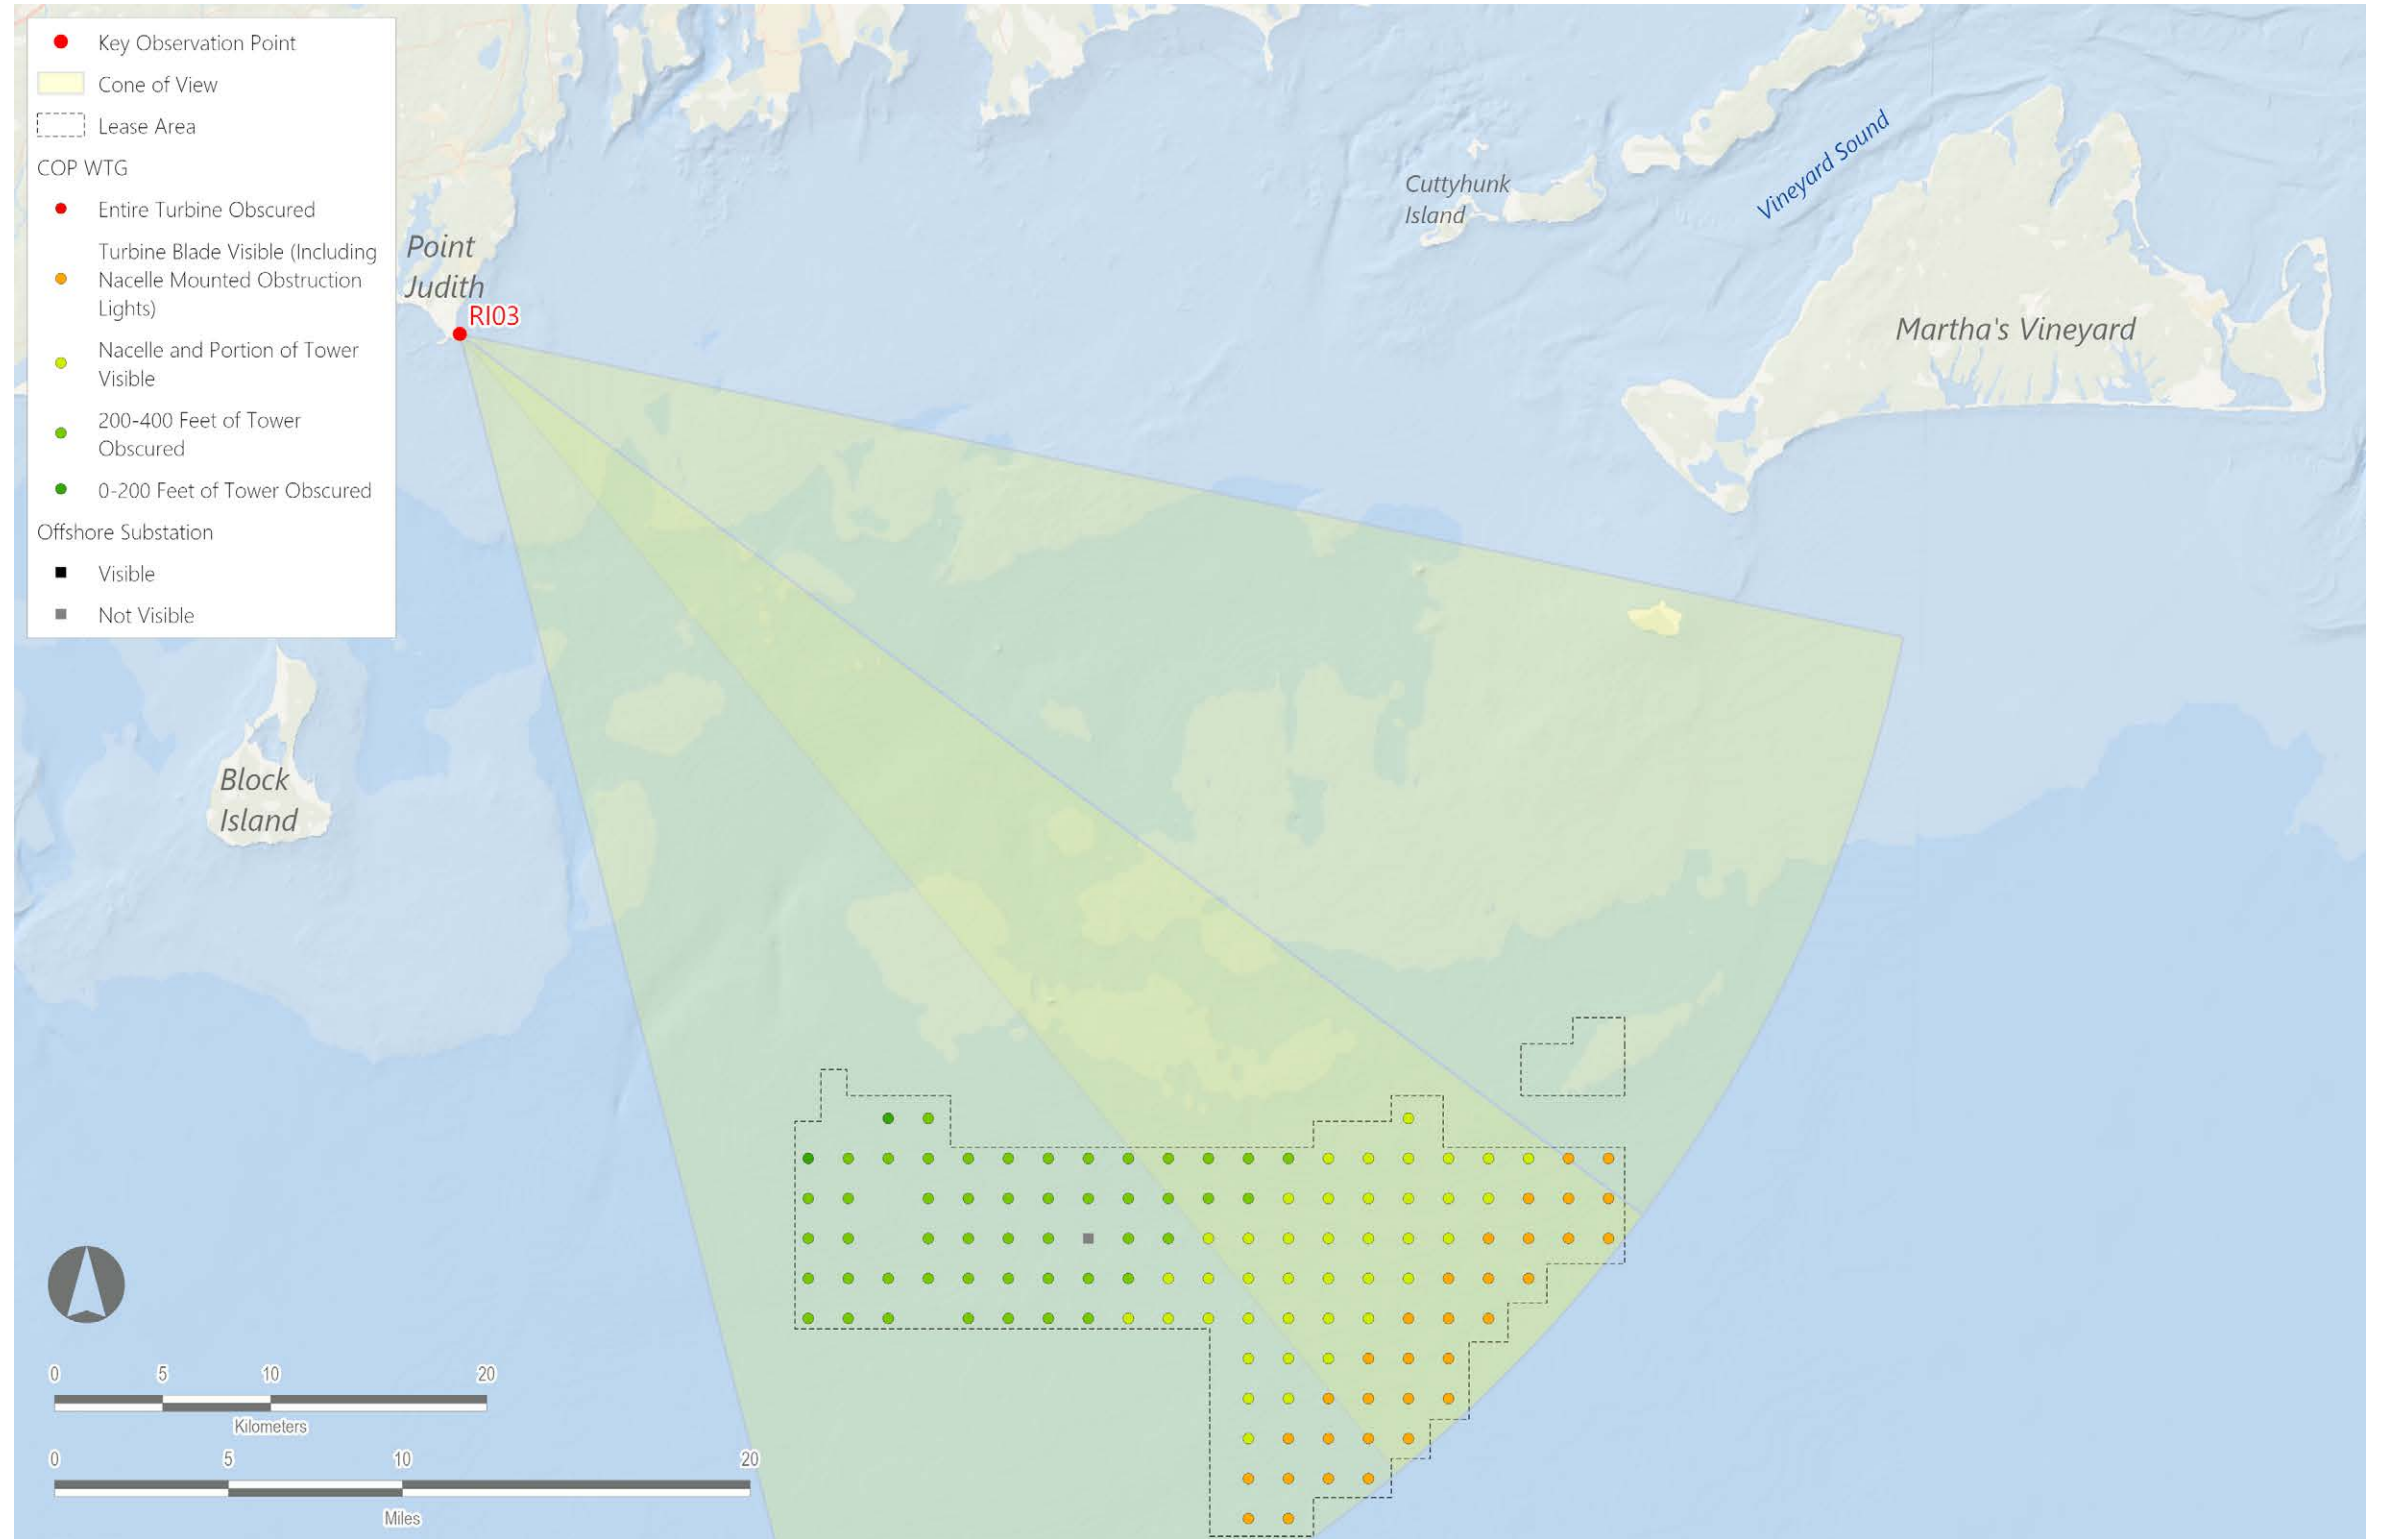 Key Observation Point
Cone of View
Lease Area
COP WTG
Entire Turbine Obscured
Turbine Blade Visible (Including
Nacelle Mounted Obstruction
Lights)
Nacelle and Portion of Tower
Visible
200-400 Feet of Tower
Obscured
0-200 Feet of Tower Obscured
Offshore Substation
Visible
Not Visible
Point
Judith
RI03
Cuttyhunk
Island
Vineyard Sound
Martha's Vineyard
Block
Island
0 5 10 20
Kilometers
0 5 10 20
Miles